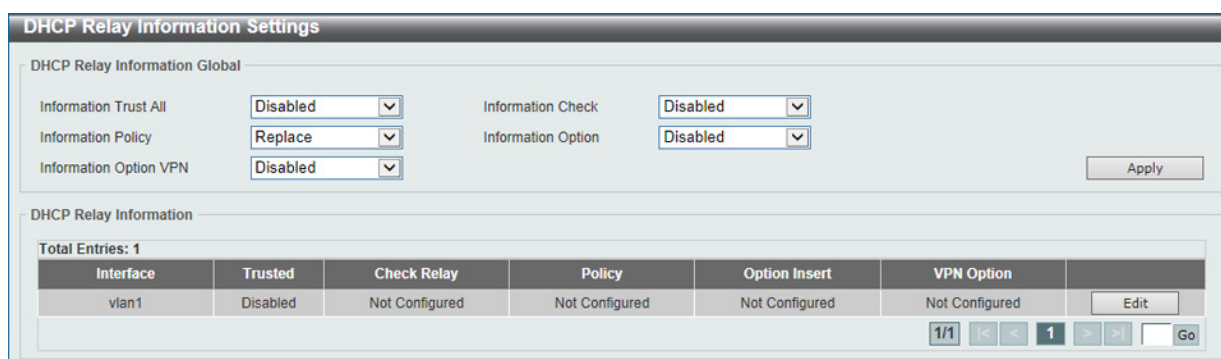 DHCP Relay Information Settings
DHCP Relay Information Global
Information Trust All Disabled Information Check Disabled
Information Policy Replace Information Option Disabled
Information Option VPN Disabled Apply
DHCP Relay Information
Total Entries: 1
Interface Trusted Check Relay Policy Option Insert VPN Option
vlan1 Disabled Not Configured Not Configured Not Configured Not Configured Edit
1/1 |< < 1 > >| Go